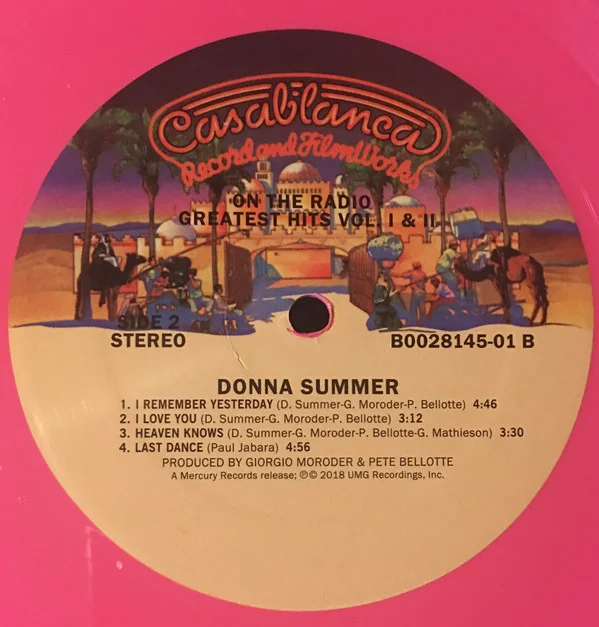 Casablanca
Record and FilmWorks
ON THE RADIO
GREATEST HITS VOL. I & II
SIDE 2
STEREO
B0028145-01 B
DONNA SUMMER
1. I REMEMBER YESTERDAY (D. Summer-G. Moroder-P. Bellotte) 4:46
2. I LOVE YOU (D. Summer-G. Moroder-P. Bellotte) 3:12
3. HEAVEN KNOWS (D. Summer-G. Moroder-P. Bellotte-G. Mathieson) 3:30
4. LAST DANCE (Paul Jabara) 4:56
PRODUCED BY GIORGIO MORODER & PETE BELLOTTE
A Mercury Records release; ℗© 2018 UMG Recordings, Inc.